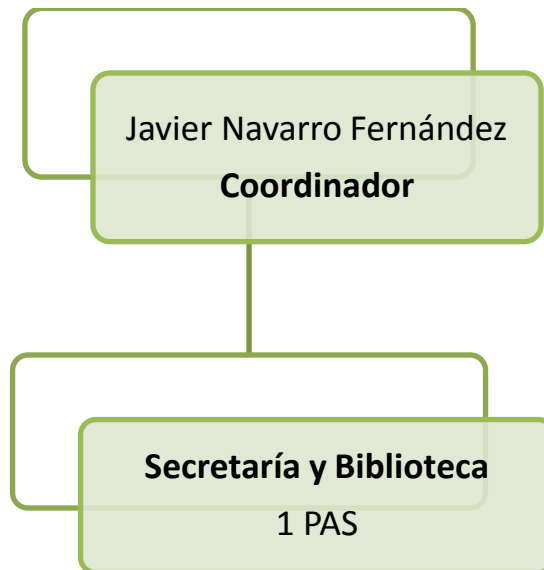 Javier Navarro Fernández
Coordinador
Secretaría y Biblioteca
1 PAS